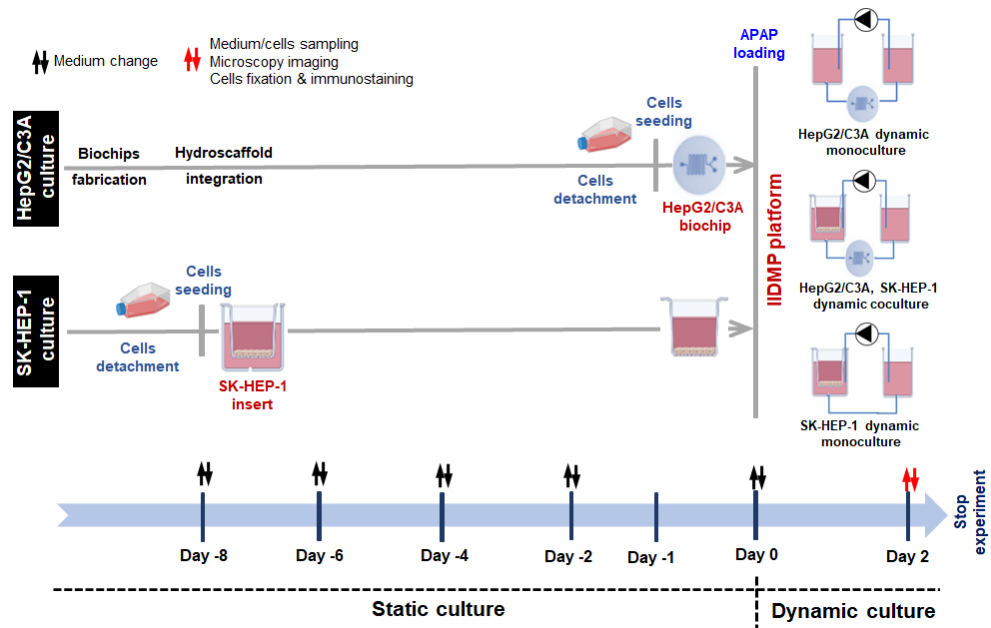 Medium change
Medium/cells sampling
Microscopy imaging
Cells fixation & immunostaining
APAP
loading
HepG2/C3A
culture
Biochips
fabrication
Hydroscaffold
integration
Cells
seeding
Cells
detachment
HepG2/C3A
biochip
IIDMP platform
HepG2/C3A dynamic
monoculture
HepG2/C3A, SK-HEP-1
dynamic coculture
SK-HEP-1 dynamic
monoculture
SK-HEP-1
culture
Cells
seeding
Cells
detachment
SK-HEP-1
insert
Day -8
Day -6
Day -4
Day -2
Day -1
Day 0
Day 2
Stop
experiment
Static culture
Dynamic culture